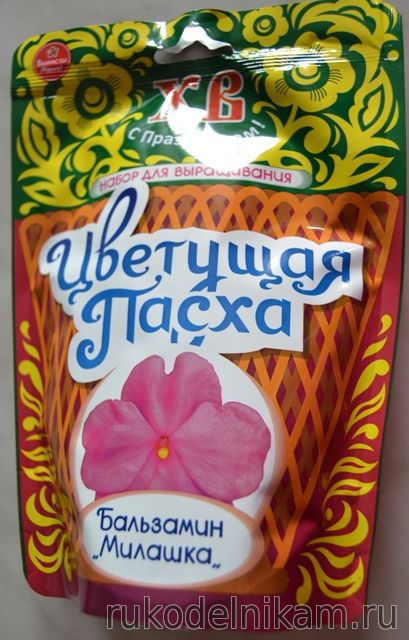 ХВ
С Праздником!
НАБОР ДЛЯ ВЫРАЩИВАНИЯ
Цветущая
Пасха
Бальзамин
„Милашка"
rukodelnikam.ru